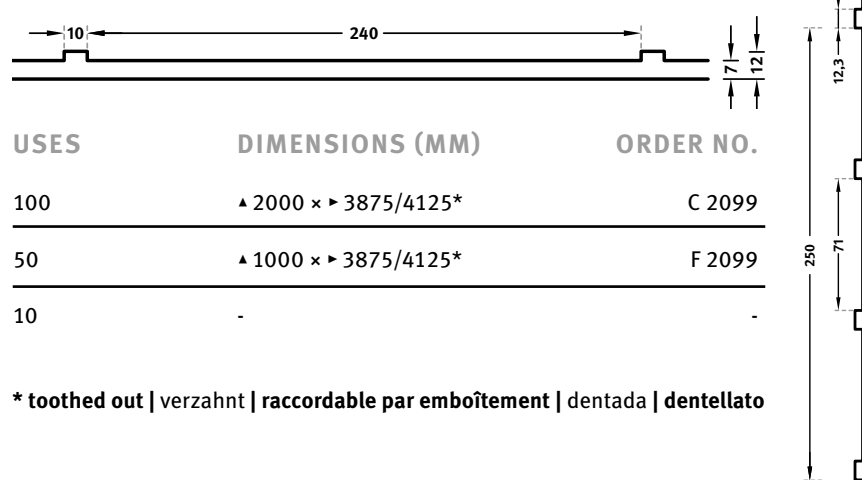 10 240
7 12
12,3
71
250
USES DIMENSIONS (MM) ORDER NO.
100 ▲ 2000 × ► 3875/4125* C 2099
50 ▲ 1000 × ► 3875/4125* F 2099
10 - -
* toothed out | verzahnt | raccordable par emboîtement | dentada | dentellato